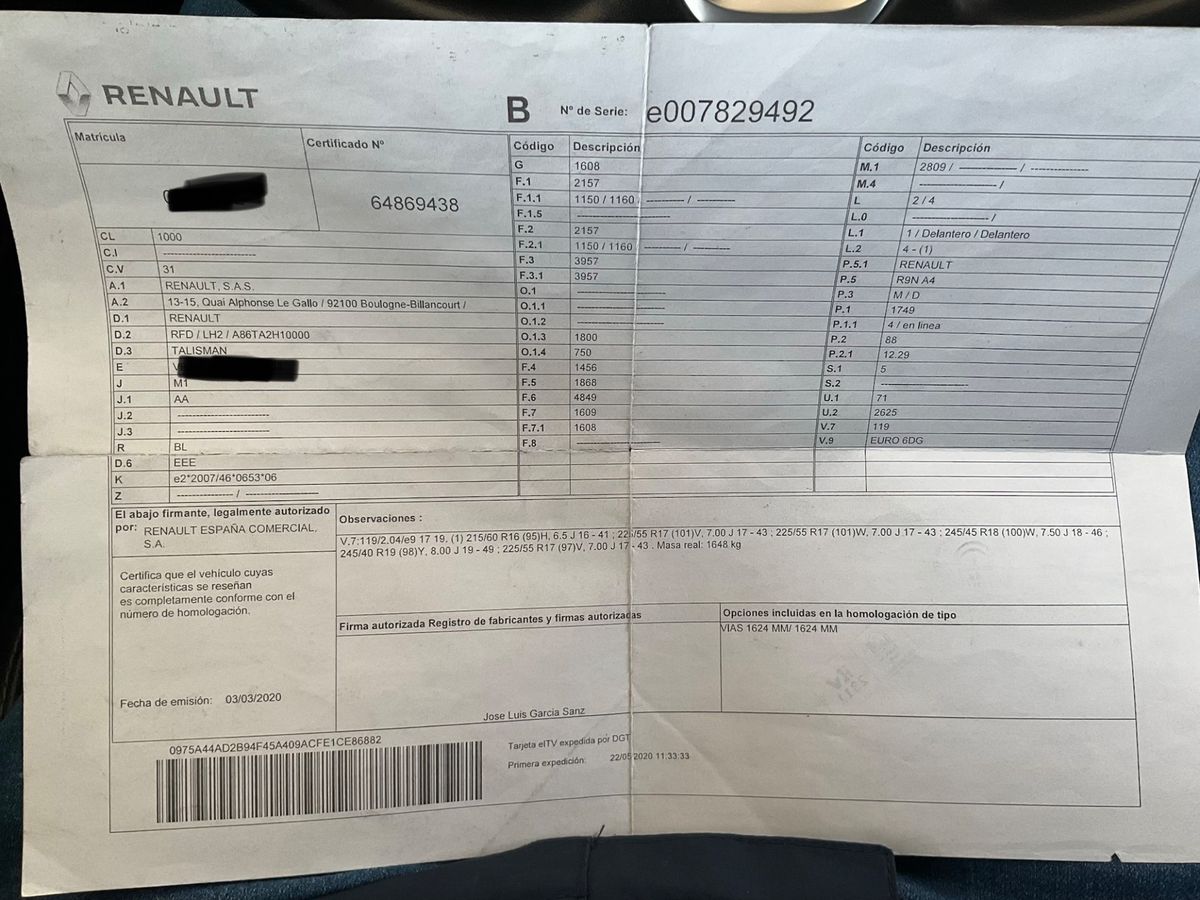 RENAULT
B Nº de Serie: e007829492
Matrícula
Certificado Nº
64869438
CL 1000
C.I ------------------------
C.V 31
A.1 RENAULT, S.A.S.
A.2 13-15, Quai Alphonse Le Gallo / 92100 Boulogne-Billancourt /
D.1 RENAULT
D.2 RFD / LH2 / A86TA2H10000
D.3 TALISMAN
E V
J M1
J.1 AA
J.2 ------------------------
J.3 ------------------------
R BL
D.6 EEE
K e2*2007/46*0653*06
Z --------------- / -------------------
Código Descripción
G 1608
F.1 2157
F.1.1 1150 / 1160 --------- / ----------
F.1.5 ------------------------
F.2 2157
F.2.1 1150 / 1160 --------- / ----------
F.3 3957
F.3.1 3957
O.1 ------------------------
O.1.1 ------------------------
O.1.2 ------------------------
O.1.3 1800
O.1.4 750
F.4 1456
F.5 1868
F.6 4849
F.7 1609
F.7.1 1608
F.8 ------------------------
Código Descripción
M.1 2809 / --------------- / ---------------
M.4 -------------------- /
L 2 / 4
L.0 -------------------- /
L.1 1 / Delantero / Delantero
L.2 4 - (1)
P.5.1 RENAULT
P.5 R9N A4
P.3 M / D
P.1 1749
P.1.1 4 / en línea
P.2 88
P.2.1 12.29
S.1 5
S.2 ------------------------
U.1 71
U.2 2625
V.7 119
V.9 EURO 6DG
El abajo firmante, legalmente autorizado
por: RENAULT ESPAÑA COMERCIAL,
S.A.
Certifica que el vehículo cuyas
características se reseñan
es completamente conforme con el
número de homologación.
Fecha de emisión: 03/03/2020
Observaciones :
V.7:119/2.04/e9 17 19. (1) 215/60 R16 (95)H, 6.5 J 16 - 41 ; 225/55 R17 (101)V, 7.00 J 17 - 43 ; 225/55 R17 (101)W, 7.00 J 17 - 43 ; 245/45 R18 (100)W, 7.50 J 18 - 46 ;
245/40 R19 (98)Y, 8.00 J 19 - 49 ; 225/55 R17 (97)V, 7.00 J 17 - 43 . Masa real: 1648 kg
Firma autorizada Registro de fabricantes y firmas autorizadas
Jose Luis Garcia Sanz
Opciones incluidas en la homologación de tipo
VIAS 1624 MM/ 1624 MM
0975A44AD2B94F45A409ACFE1CE86882
Tarjeta eITV expedida por DGT
Primera expedición: 22/05/2020 11:33:33